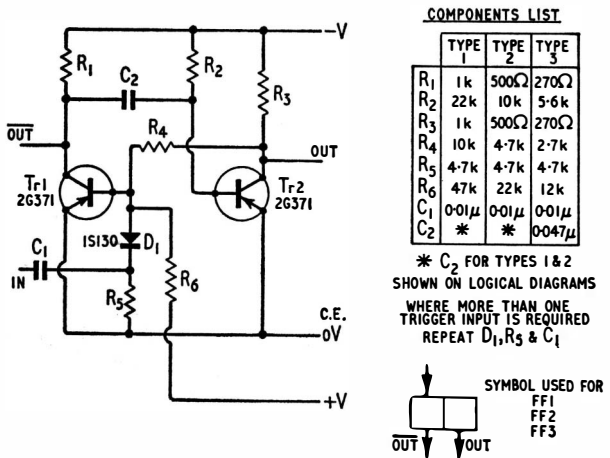 –V
R1
C2
R2
R3
R4
OUT
OUT
Tr1
2G371
Tr2
2G371
1S130 D1
C1
IN
R5
R6
C.E.
0V
+V
COMPONENTS LIST
TYPE 1 TYPE 2 TYPE 3
R1 1k 500Ω 270Ω
R2 22k 10k 5·6k
R3 1k 500Ω 270Ω
R4 10k 4·7k 2·7k
R5 4·7k 4·7k 4·7k
R6 47k 22k 12k
C1 0·01μ 0·01μ 0·01μ
C2 * * 0·047μ
* C2 FOR TYPES 1 & 2
SHOWN ON LOGICAL DIAGRAMS
WHERE MORE THAN ONE
TRIGGER INPUT IS REQUIRED
REPEAT D1,R5 & C1
SYMBOL USED FOR
FF1
FF2
FF3
OUT OUT